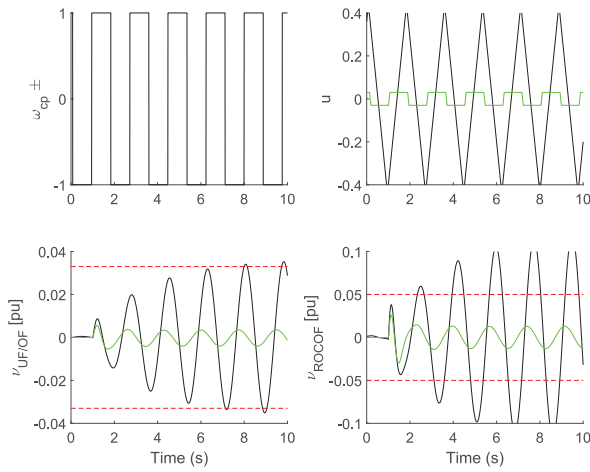 1
0
-1
ω_cp ±
0 2 4 6 8 10
0.4
0.2
0
-0.2
-0.4
u
0 2 4 6 8 10
0.04
0.02
0
-0.02
-0.04
ν_UF/OF [pu]
0 2 4 6 8 10
Time (s)
0.1
0.05
0
-0.05
-0.1
ν_ROCOF [pu]
0 2 4 6 8 10
Time (s)